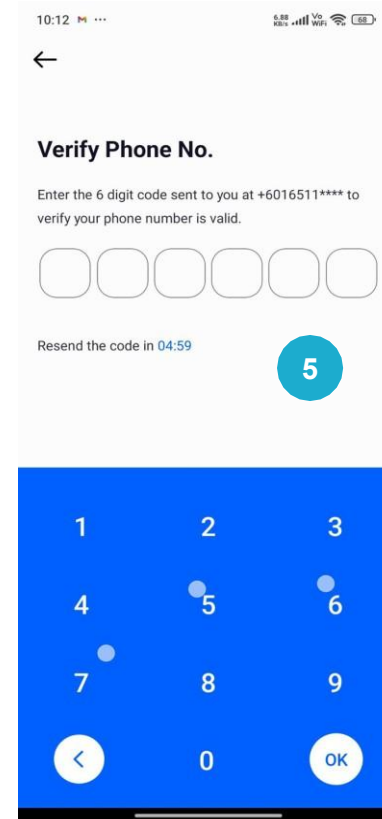 10:12 M ...
6.88 KB/s Vo WiFi 68
Verify Phone No.
Enter the 6 digit code sent to you at +6016511**** to
verify your phone number is valid.
Resend the code in 04:59
5
1 2 3
4 5 6
7 8 9
0 OK